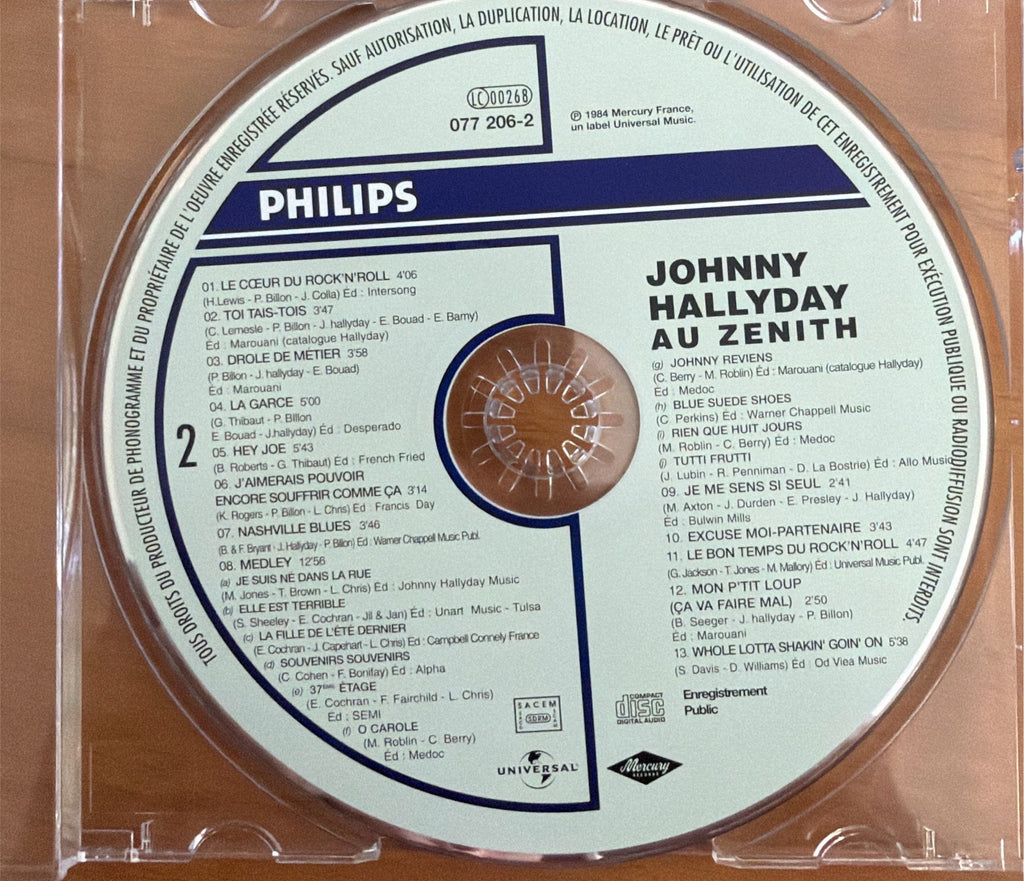 TOUS DROITS DU PRODUCTEUR DE PHONOGRAMME ET DU PROPRIÉTAIRE DE L'OEUVRE ENREGISTRÉE RÉSERVÉS. SAUF AUTORISATION, LA DUPLICATION, LA LOCATION, LE PRÊT OU L'UTILISATION DE CET ENREGISTREMENT POUR EXÉCUTION PUBLIQUE OU RADIODIFFUSION SONT INTERDITS.
LC 00268
077 206-2
℗ 1984 Mercury France,
un label Universal Music.
PHILIPS
2
01. LE CŒUR DU ROCK'N'ROLL 4'06
(H.Lewis - P. Billon - J. Colla) Éd : Intersong
02. TOI TAIS-TOIS 3'47
(C. Lemesle - P. Billon - J. hallyday - E. Bouad - E. Bamy)
Éd : Marouani (catalogue Hallyday)
03. DROLE DE MÉTIER 3'58
(P. Billon - J. hallyday - E. Bouad)
Éd : Marouani
04. LA GARCE 5'00
(G. Thibaut - P. Billon
E. Bouad - J.hallyday) Éd : Desperado
05. HEY JOE 5'43
(B. Roberts - G. Thibaut) Éd : French Fried
06. J'AIMERAIS POUVOIR
ENCORE SOUFFRIR COMME ÇA 3'14
(K. Rogers - P. Billon - L. Chris) Éd : Francis Day
07. NASHVILLE BLUES 3'46
(B. & F. Bryant - J. Hallyday - P. Billon) Éd : Warner Chappell Music Publ.
08. MEDLEY 12'56
(a) JE SUIS NÉ DANS LA RUE
(M. Jones - T. Brown - L. Chris) Éd : Johnny Hallyday Music
(b) ELLE EST TERRIBLE
(S. Sheeley - E. Cochran - Jil & Jan) Éd : Unart Music - Tulsa
(c) LA FILLE DE L'ÉTÉ DERNIER
(E. Cochran - J. Capehart - L. Chris) Éd : Campbell Connely France
(d) SOUVENIRS SOUVENIRS
(C. Cohen - F. Bonifay) Éd : Alpha
(e) 37ème ÉTAGE
(E. Cochran - F. Fairchild - L. Chris)
Éd : SEMI
(f) O CAROLE
(M. Roblin - C. Berry)
Éd : Medoc
JOHNNY
HALLYDAY
AU ZENITH
(g) JOHNNY REVIENS
(C. Berry - M. Roblin) Éd : Marouani (catalogue Hallyday)
Éd : Medoc
(h) BLUE SUEDE SHOES
(C. Perkins) Éd : Warner Chappell Music
(i) RIEN QUE HUIT JOURS
(M. Roblin - C. Berry) Éd : Medoc
(j) TUTTI FRUTTI
(J. Lubin - R. Penniman - D. La Bostrie) Éd : Allo Music
09. JE ME SENS SI SEUL 2'41
(M. Axton - J. Durden - E. Presley - J. Hallyday)
Éd : Bulwin Mills
10. EXCUSE MOI-PARTENAIRE 3'43
11. LE BON TEMPS DU ROCK'N'ROLL 4'47
(G. Jackson - T. Jones - M. Mallory) Éd : Universal Music Publ.
12. MON P'TIT LOUP
(ÇA VA FAIRE MAL) 2'50
(B. Seeger - J. hallyday - P. Billon)
Éd : Marouani
13. WHOLE LOTTA SHAKIN' GOIN' ON 5'38
(S. Davis - D. Williams) Éd : Od Viea Music
SACEM
SDRM
COMPACT
disc
DIGITAL AUDIO
Enregistrement
Public
UNIVERSAL
Mercury
RECORDS